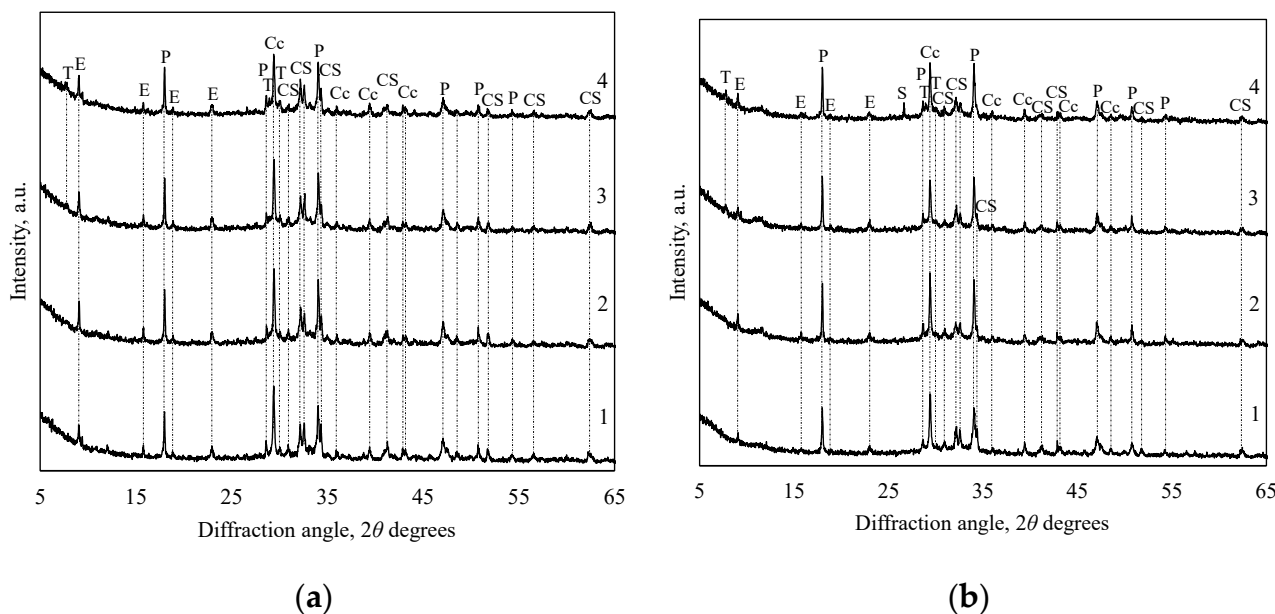 Cc
P
P
CS
E
T
P
T
T
CS
CS
4
E
E
E
CS
Cc
Cc
Cc
P
P
CS
P
CS
CS
3
2
1
Intensity, a.u.
5 15 25 35 45 55 65
Diffraction angle, 2θ degrees
(a)
P
Cc
P
4
T
E
E
E
E
S
P
T
T
CS
CS
Cc
Cc
CS
CS
Cc
P
Cc
P
CS
P
CS
3
CS
2
1
Intensity, a.u.
5 15 25 35 45 55 65
Diffraction angle, 2θ degrees
(b)